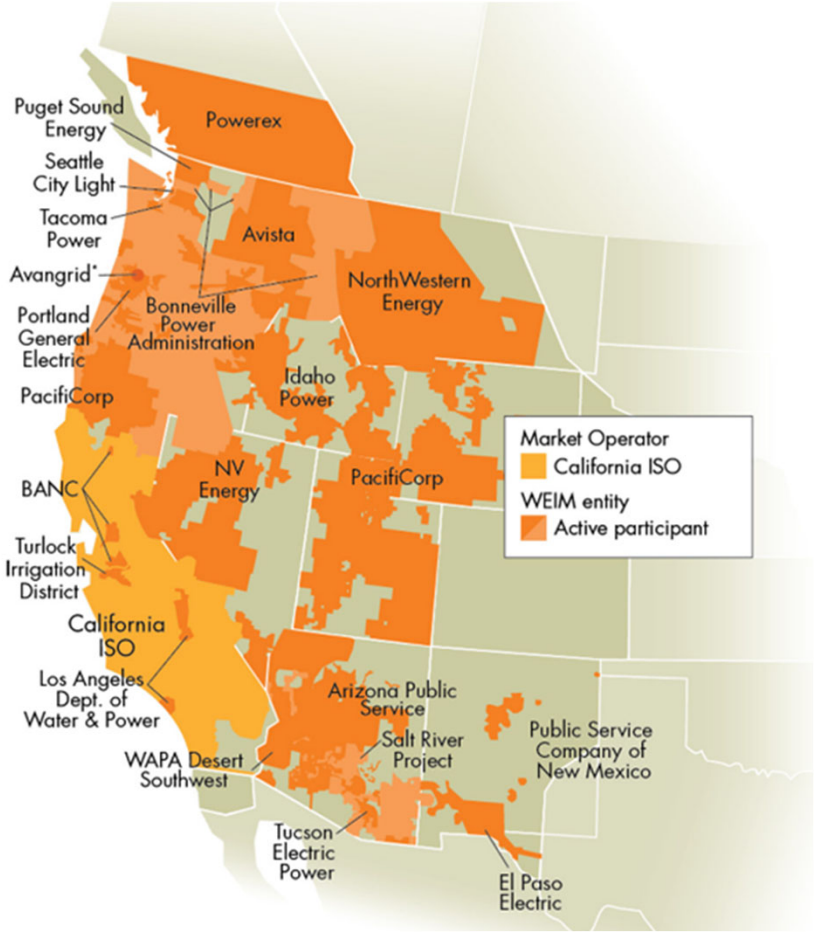 Powerex
Puget Sound
Energy
Seattle
City Light
Tacoma
Power
Avista
Avangrid*
NorthWestern
Energy
Bonneville
Power
Administration
Portland
General
Electric
Idaho
Power
PacifiCorp
Market Operator
California ISO
WEIM entity
Active participant
NV
Energy
PacifiCorp
BANC
Turlock
Irrigation
District
California
ISO
Los Angeles
Dept. of
Water & Power
Arizona Public
Service
Salt River
Project
Public Service
Company of
New Mexico
WAPA Desert
Southwest
Tucson
Electric
Power
El Paso
Electric